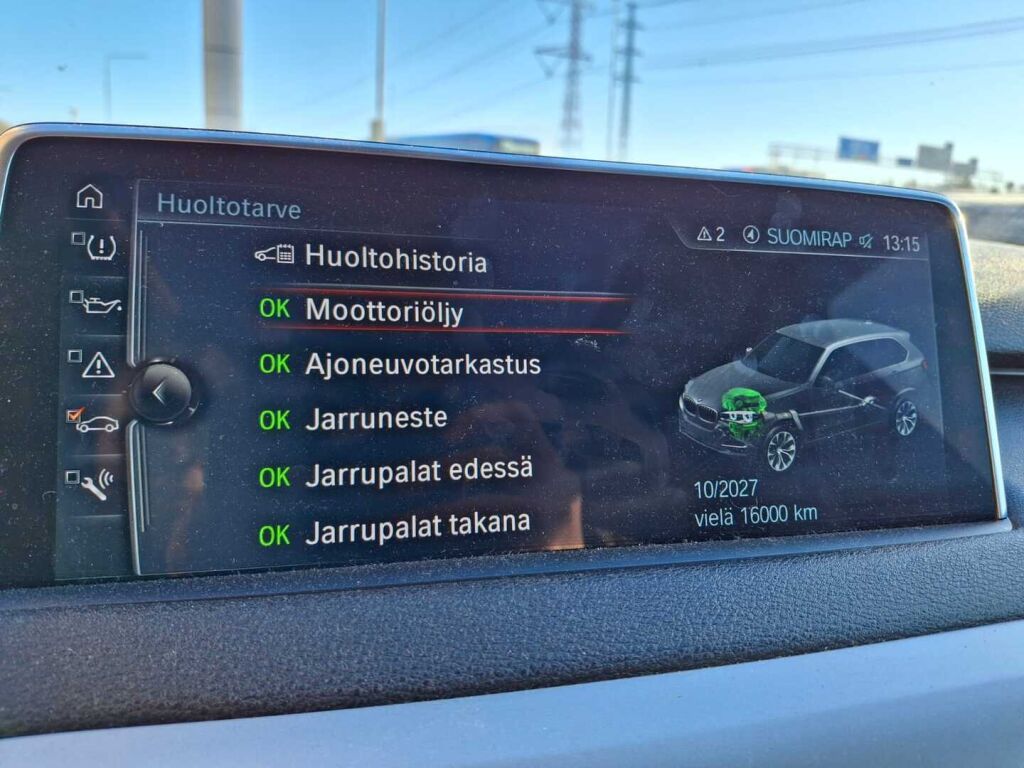 Huoltotarve
2 SUOMIRAP 13:15
Huoltohistoria
OK Moottoriöljy
OK Ajoneuvotarkastus
OK Jarruneste
OK Jarrupalat edessä
OK Jarrupalat takana
10/2027
vielä 16000 km